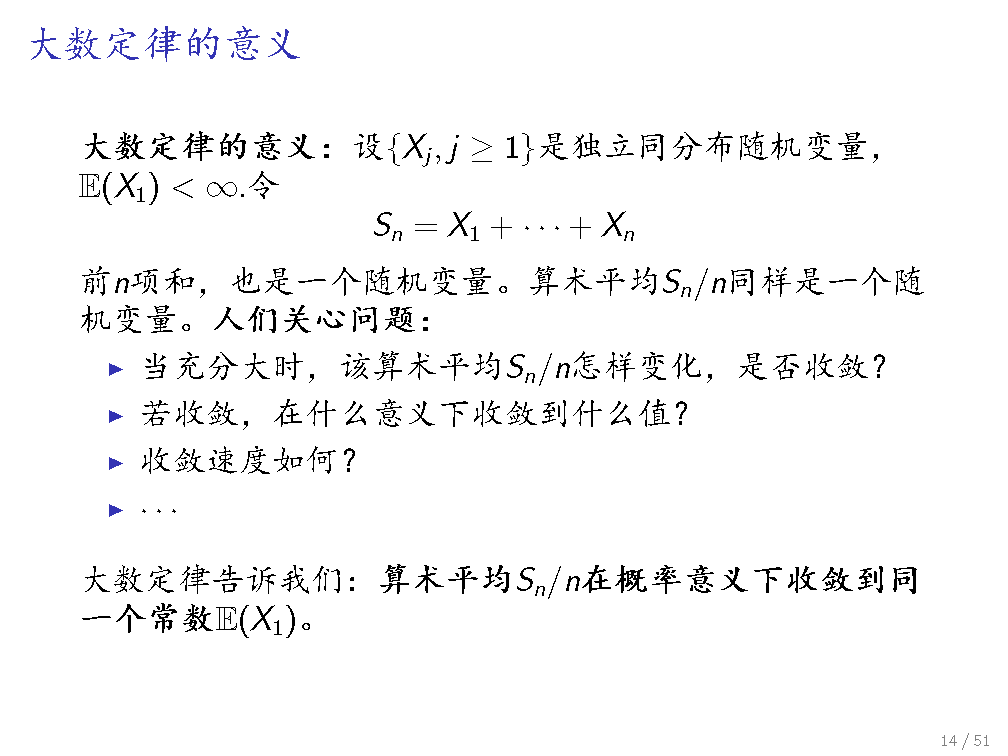 大数定律的意义
大数定律的意义：设{Xⱼ, j ≥ 1}是独立同分布随机变量，
𝔼(X₁) < ∞.令
Sₙ = X₁ + · · · + Xₙ
前n项和，也是一个随机变量。算术平均Sₙ/n同样是一个随
机变量。人们关心问题：
▶ 当充分大时，该算术平均Sₙ/n怎样变化，是否收敛？
▶ 若收敛，在什么意义下收敛到什么值？
▶ 收敛速度如何？
▶ · · ·
大数定律告诉我们：算术平均Sₙ/n在概率意义下收敛到同
一个常数𝔼(X₁)。
14 / 51